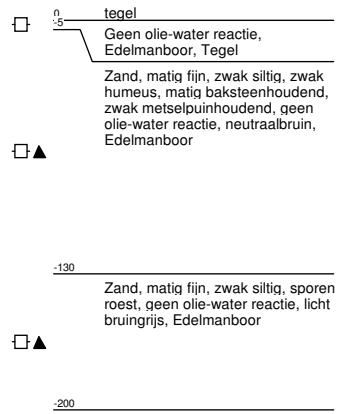 0 tegel
-5
Geen olie-water reactie,
Edelmanboor, Tegel
Zand, matig fijn, zwak siltig, zwak
humeus, matig baksteenhoudend,
zwak metselpuinhoudend, geen
olie-water reactie, neutraalbruin,
Edelmanboor
-130
Zand, matig fijn, zwak siltig, sporen
roest, geen olie-water reactie, licht
bruingrijs, Edelmanboor
-200